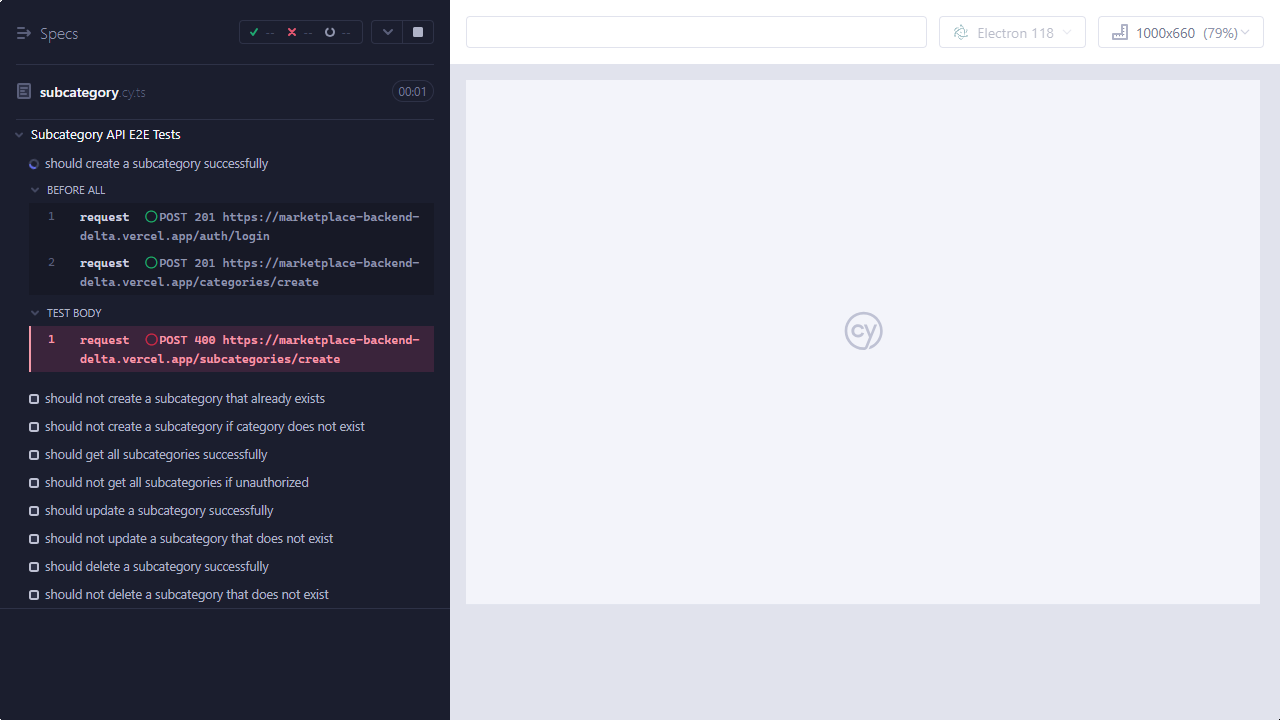 Specs
-- -- --
subcategory.cy.ts
00:01
Subcategory API E2E Tests
should create a subcategory successfully
BEFORE ALL
1 request POST 201 https://marketplace-backend-
delta.vercel.app/auth/login
2 request POST 201 https://marketplace-backend-
delta.vercel.app/categories/create
TEST BODY
1 request POST 400 https://marketplace-backend-
delta.vercel.app/subcategories/create
should not create a subcategory that already exists
should not create a subcategory if category does not exist
should get all subcategories successfully
should not get all subcategories if unauthorized
should update a subcategory successfully
should not update a subcategory that does not exist
should delete a subcategory successfully
should not delete a subcategory that does not exist
Electron 118
1000x660 (79%)
cy